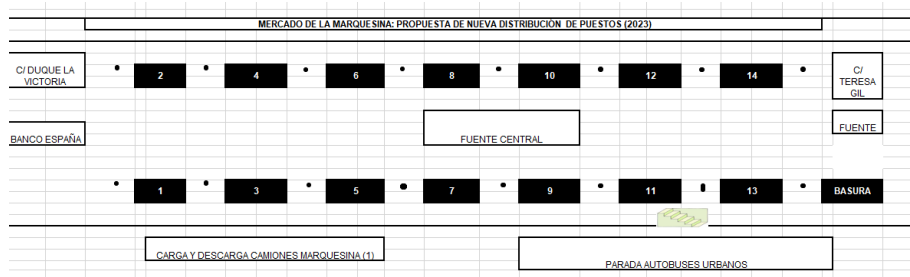 MERCADO DE LA MARQUESINA: PROPUESTA DE NUEVA DISTRIBUCIÓN DE PUESTOS (2023)
C/ DUQUE LA
VICTORIA
2
4
6
8
10
12
14
C/
TERESA
GIL
BANCO ESPAÑA
FUENTE CENTRAL
FUENTE
1
3
5
7
9
11
13
BASURA
CARGA Y DESCARGA CAMIONES MARQUESINA (1)
PARADA AUTOBUSES URBANOS